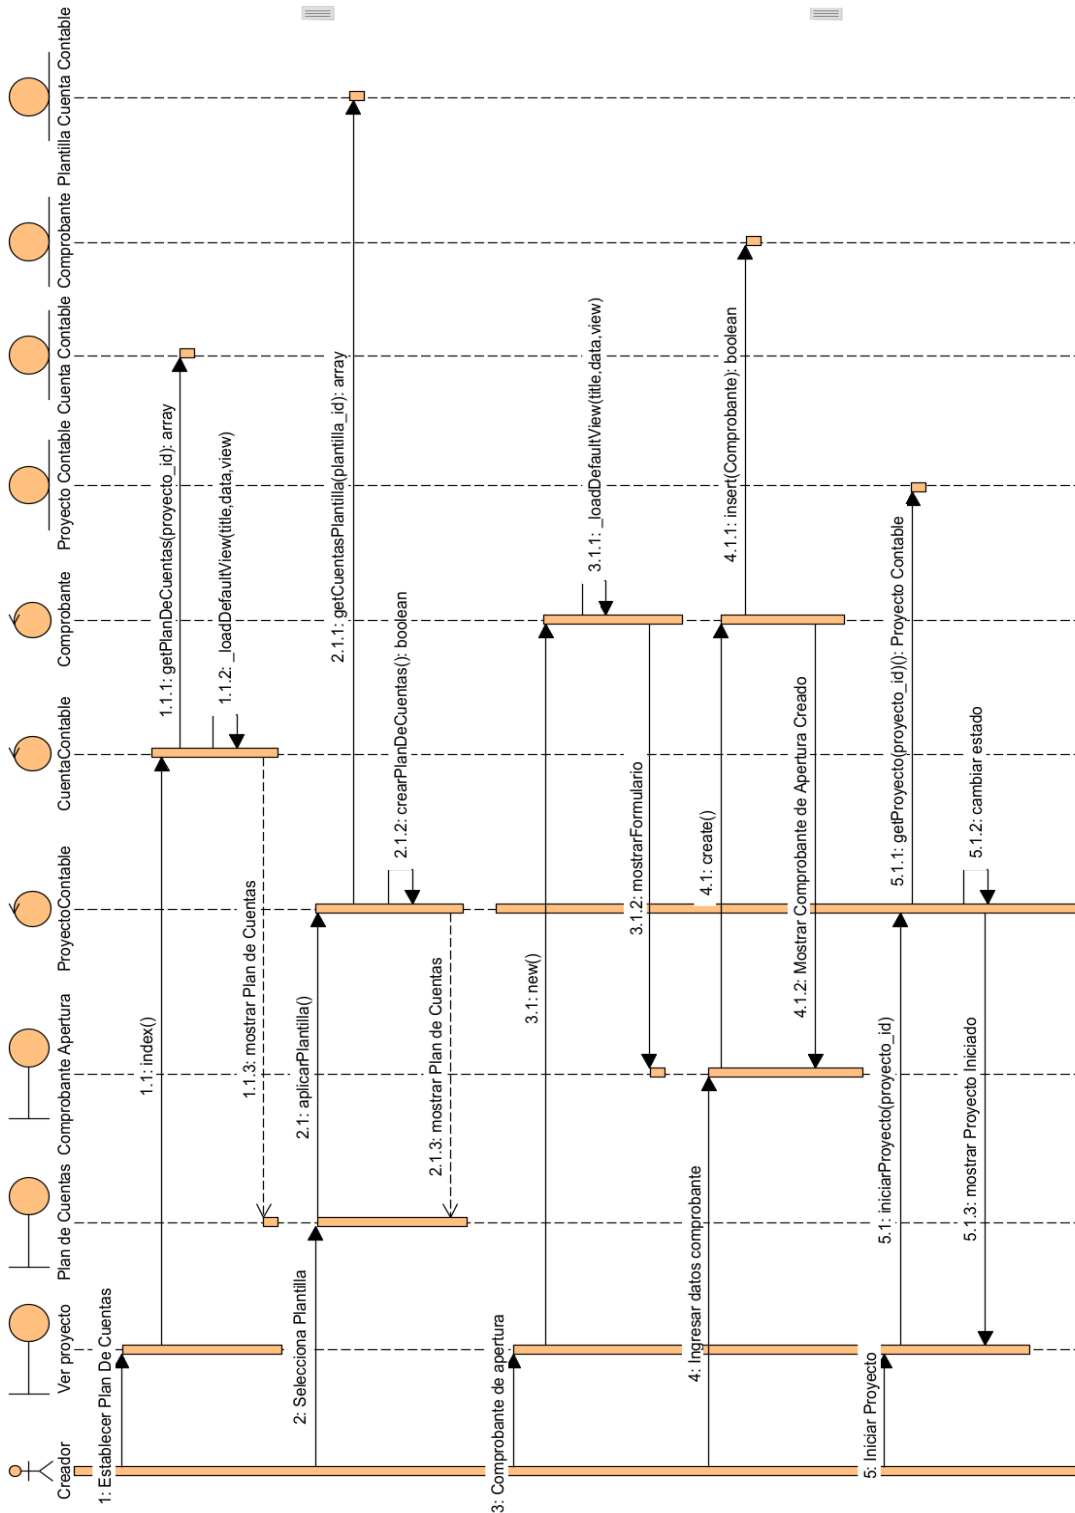 Creador
Ver proyecto
Plan de Cuentas
Comprobante Apertura
ProyectoContable
CuentaContable
Comprobante
Proyecto Contable
Cuenta Contable
Comprobante
Plantilla Cuenta Contable
1: Establecer Plan De Cuentas
1.1: index()
1.1.1: getPlanDeCuentas(proyecto_id): array
1.1.2: _loadDefaultView(title,data,view)
1.1.3: mostrar Plan de Cuentas
2: Selecciona Plantilla
2.1: aplicarPlantilla()
2.1.1: getCuentasPlantilla(plantilla_id): array
2.1.2: crearPlanDeCuentas(): boolean
2.1.3: mostrar Plan de Cuentas
3: Comprobante de apertura
3.1: new()
3.1.1: _loadDefaultView(title,data,view)
3.1.2: mostrarFormulario
4: Ingresar datos comprobante
4.1: create()
4.1.1: insert(Comprobante): boolean
4.1.2: Mostrar Comprobante de Apertura Creado
5: Iniciar Proyecto
5.1: iniciarProyecto(proyecto_id)
5.1.1: getProyecto(proyecto_id)(): Proyecto Contable
5.1.2: cambiar estado
5.1.3: mostrar Proyecto Iniciado